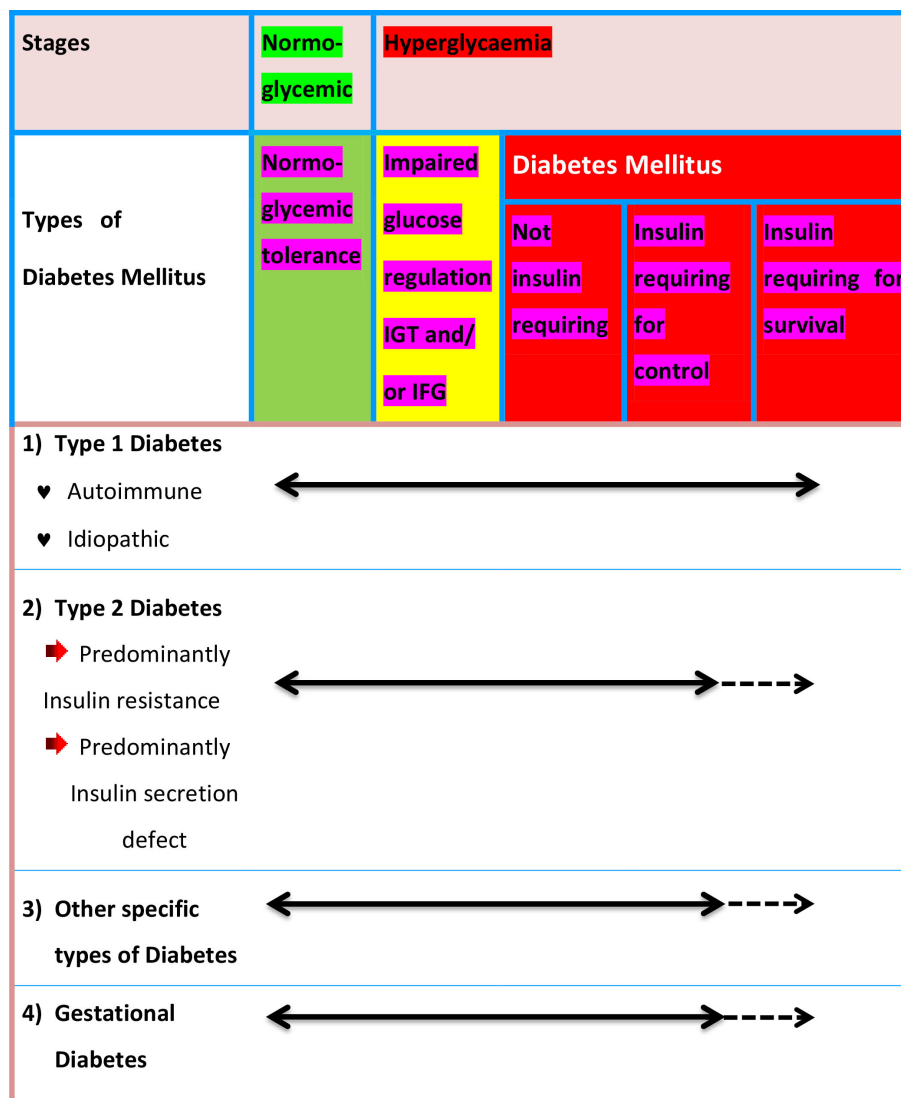 Stages
Normo-
glycemic
Hyperglycaemia
Types of
Diabetes Mellitus
Normo-
glycemic
tolerance
Impaired
glucose
regulation
IGT and/
or IFG
Diabetes Mellitus
Not
insulin
requiring
Insulin
requiring
for
control
Insulin
requiring for
survival
1) Type 1 Diabetes
♥ Autoimmune
♥ Idiopathic
2) Type 2 Diabetes
Predominantly
Insulin resistance
Predominantly
Insulin secretion
defect
3) Other specific
types of Diabetes
4) Gestational
Diabetes